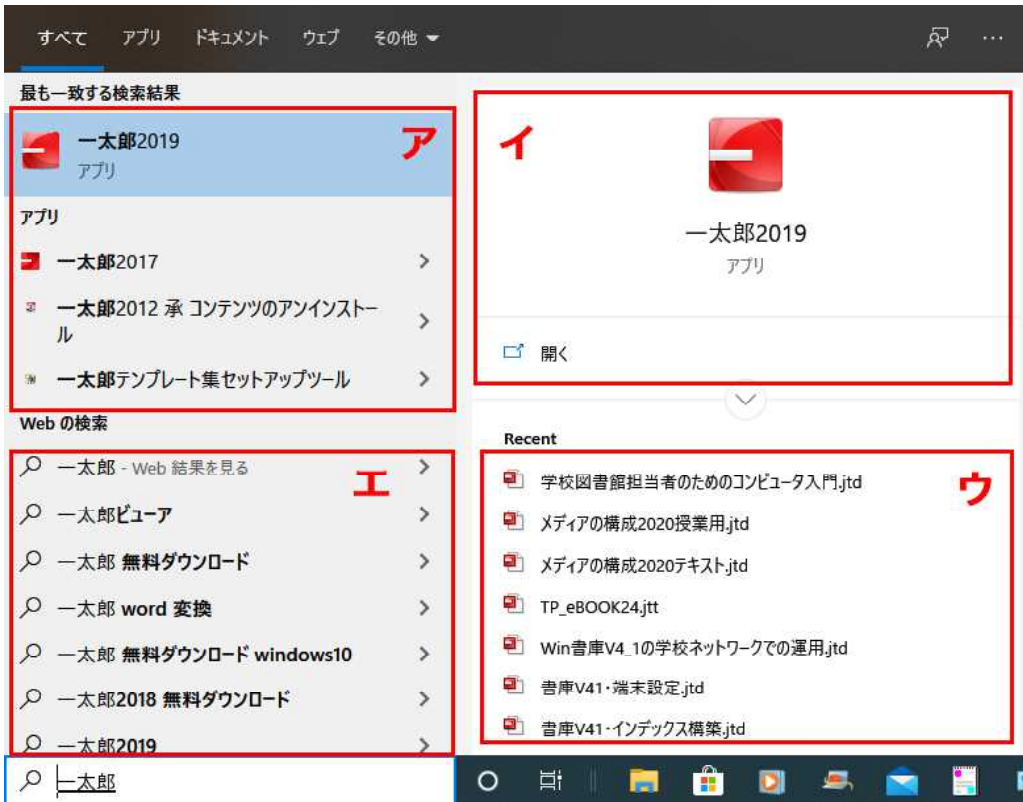 すべて アプリ ドキュメント ウェブ その他
最も一致する検索結果
一太郎2019
アプリ
ア
アプリ
一太郎2017
一太郎2012 承 コンテンツのアンインストー
ル
一太郎テンプレート集セットアップツール
Web の検索
一太郎 - Web 結果を見る
エ
一太郎ビューア
一太郎 無料ダウンロード
一太郎 word 変換
一太郎 無料ダウンロード windows10
一太郎2018 無料ダウンロード
一太郎2019
一太郎
イ
一太郎2019
アプリ
開く
Recent
ウ
学校図書館担当者のためのコンピュータ入門.jtd
メディアの構成2020授業用.jtd
メディアの構成2020テキスト.jtd
TP_eBOOK24.jtt
Win書庫V4_1の学校ネットワークでの運用.jtd
書庫V41・端末設定.jtd
書庫V41・インデックス構築.jtd